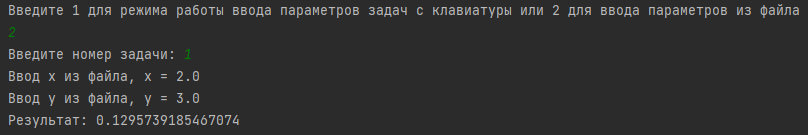 Введите 1 для режима работы ввода параметров задач с клавиатуры или 2 для ввода параметров из файла
2
Введите номер задачи: 1
Ввод x из файла, x = 2.0
Ввод y из файла, y = 3.0
Результат: 0.1295739185467074